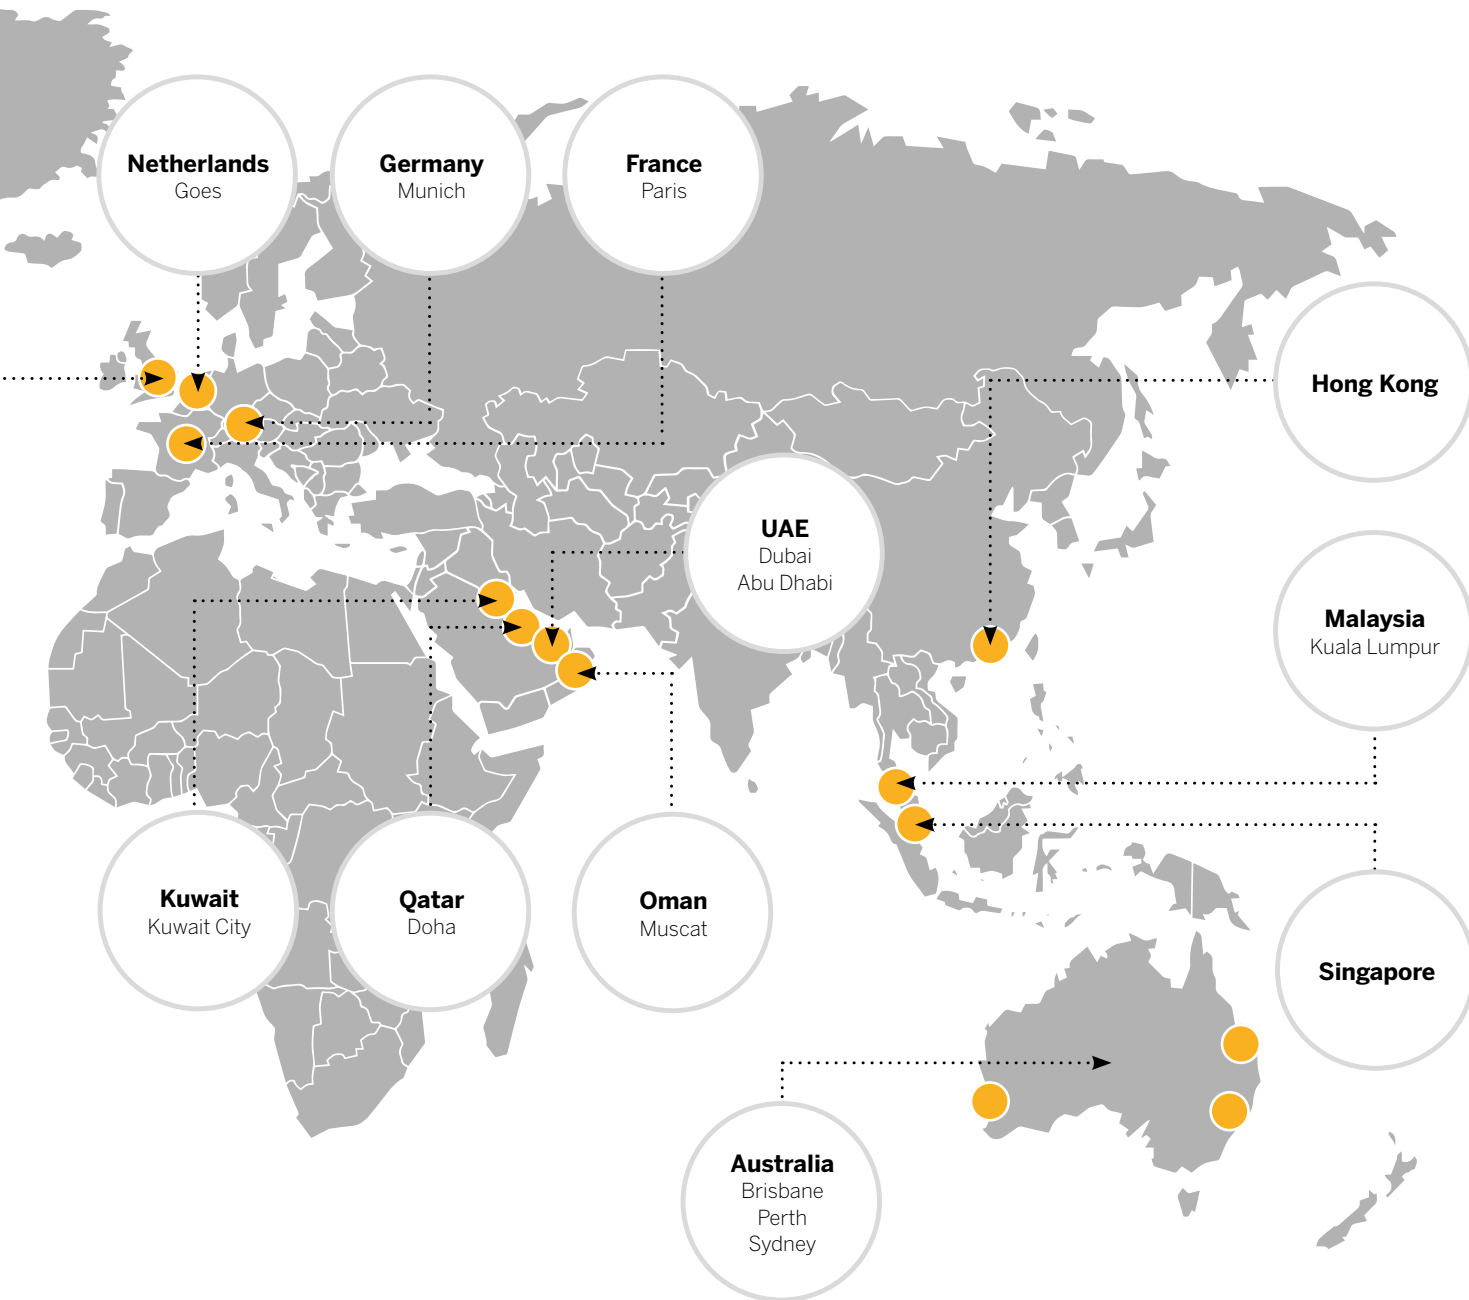 Netherlands
Goes
Germany
Munich
France
Paris
Hong Kong
UAE
Dubai
Abu Dhabi
Malaysia
Kuala Lumpur
Kuwait
Kuwait City
Qatar
Doha
Oman
Muscat
Singapore
Australia
Brisbane
Perth
Sydney